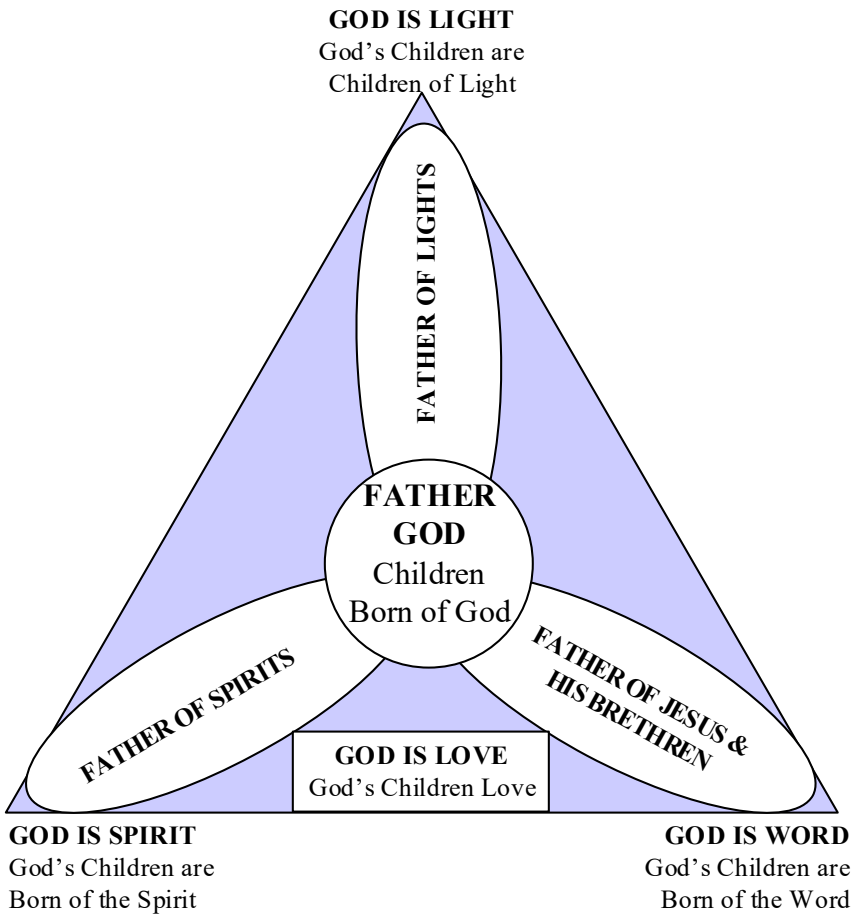 GOD IS LIGHT
God's Children are
Children of Light
FATHER OF LIGHTS
FATHER
GOD
Children
Born of God
FATHER OF SPIRITS
FATHER OF JESUS &
HIS BRETHREN
GOD IS LOVE
God's Children Love
GOD IS SPIRIT
God's Children are
Born of the Spirit
GOD IS WORD
God's Children are
Born of the Word